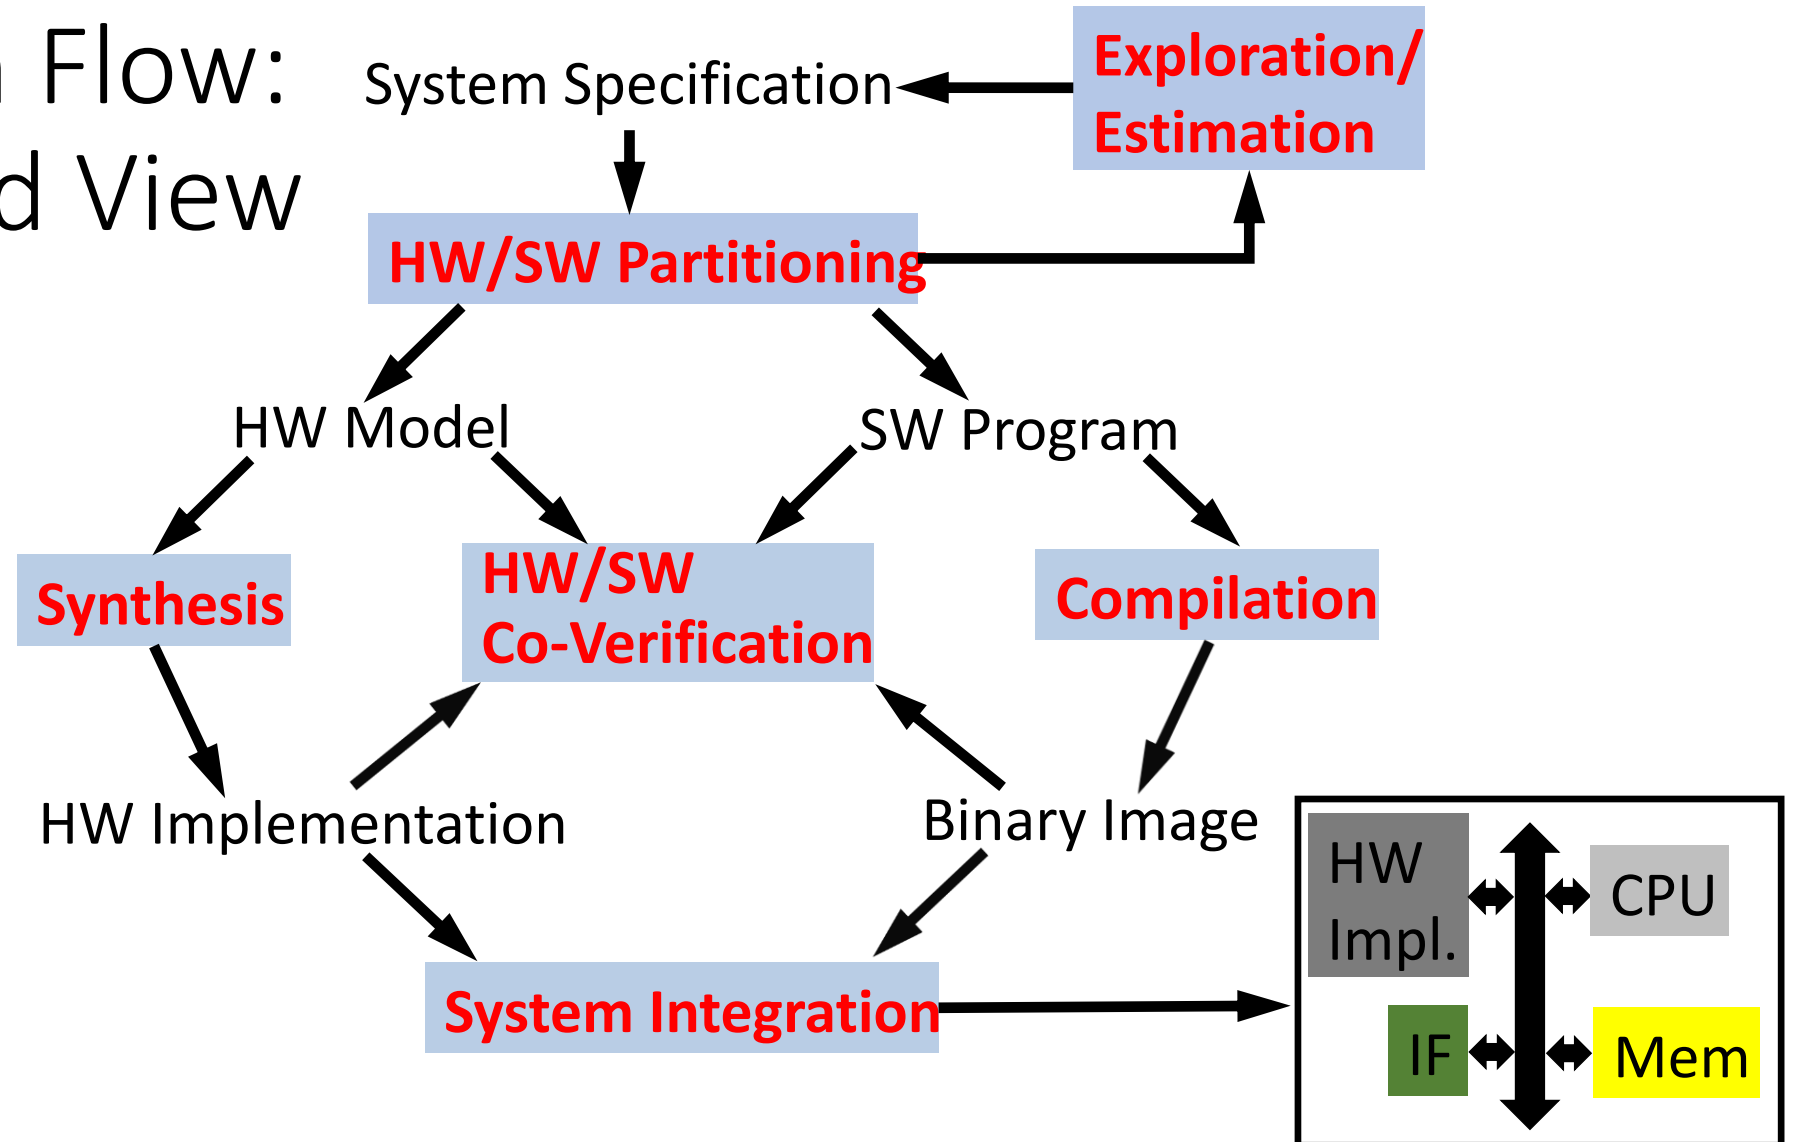 Flow:
View
System Specification
Exploration/
Estimation
HW/SW Partitioning
HW Model
SW Program
Synthesis
HW/SW
Co-Verification
Compilation
HW Implementation
Binary Image
System Integration
HW
Impl.
CPU
IF
Mem